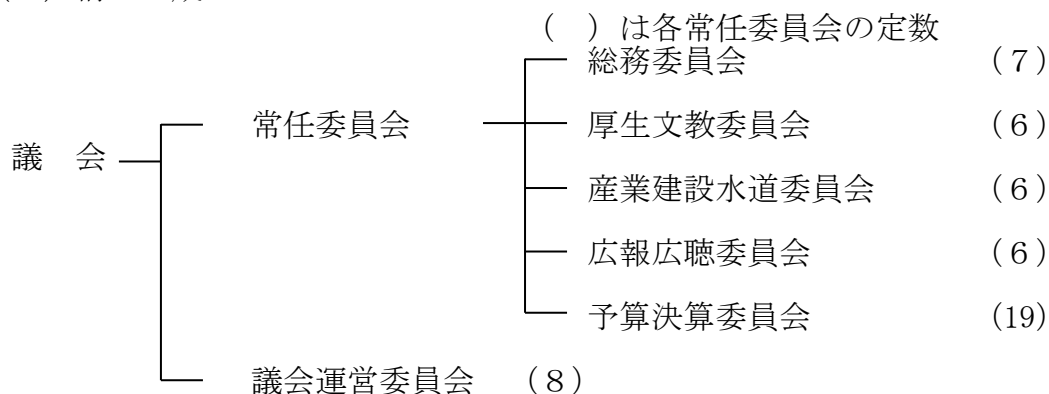 （　）は各常任委員会の定数
総務委員会　（７）
常任委員会　厚生文教委員会　（６）
議　会
産業建設水道委員会　（６）
広報広聴委員会　（６）
予算決算委員会　(19)
議会運営委員会　（８）